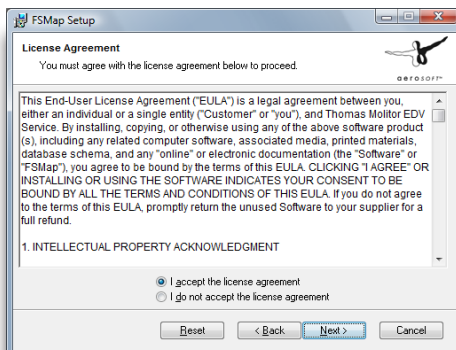 FSMap Setup
License Agreement
You must agree with the license agreement below to proceed.
aerosoft™
This End-User License Agreement ("EULA") is a legal agreement between you,
either an individual or a single entity ("Customer" or "you"), and Thomas Molitor EDV
Service. By installing, copying, or otherwise using any of the above software product
(s), including any related computer software, associated media, printed materials,
database schema, and any "online" or electronic documentation (the "Software" or
"FSMap"), you agree to be bound by the terms of this EULA. CLICKING "I AGREE" OR
INSTALLING OR USING THE SOFTWARE INDICATES YOUR CONSENT TO BE
BOUND BY ALL THE TERMS AND CONDITIONS OF THIS EULA. If you do not agree
to the terms of this EULA, promptly return the unused Software to your supplier for a
full refund.
1. INTELLECTUAL PROPERTY ACKNOWLEDGMENT
I accept the license agreement
I do not accept the license agreement
Reset < Back Next > Cancel